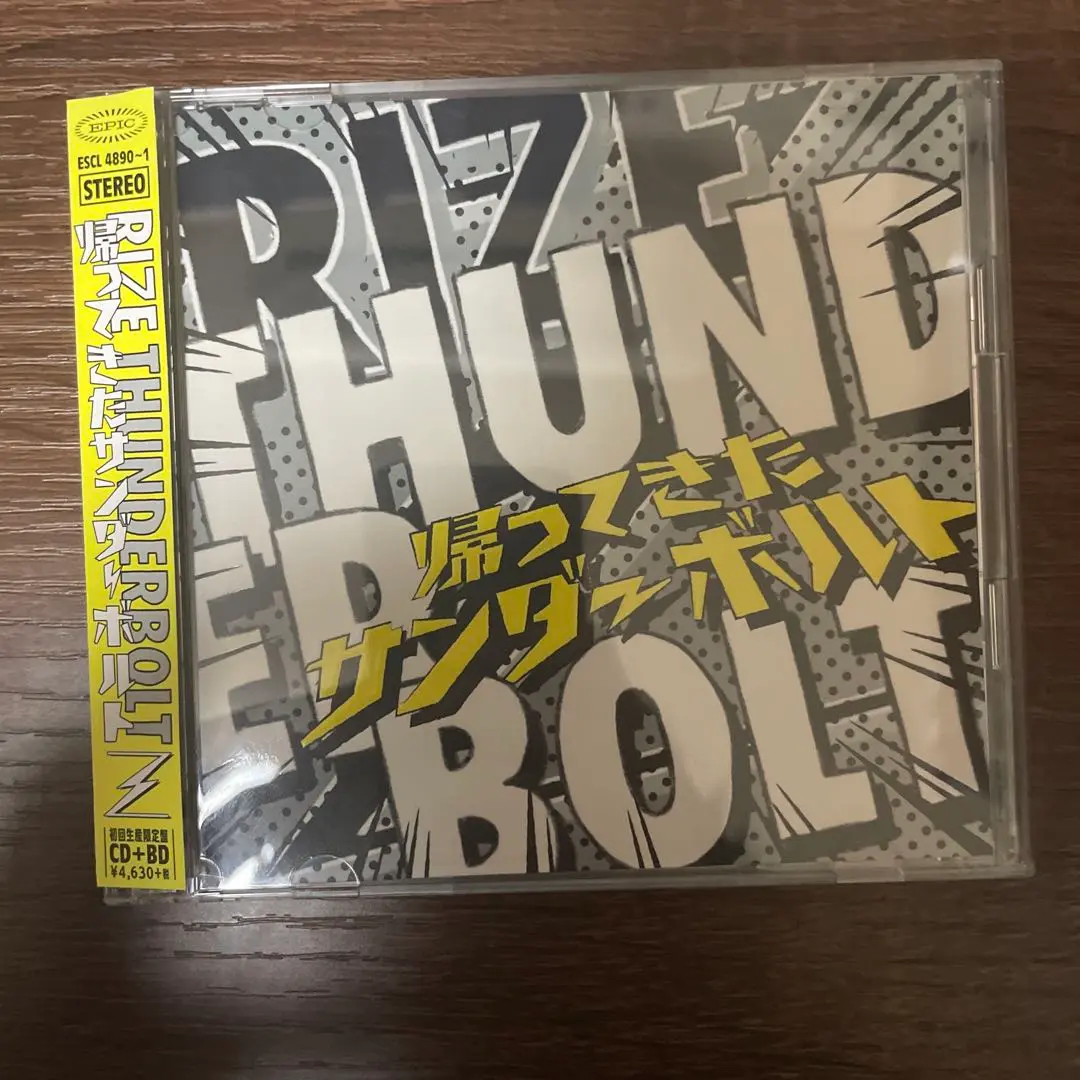 EPIC
ESCL 4890~1
STEREO
RIZE THUNDERBOLT
帰ってきたサンダーボルト
初回生産限定盤
CD+BD
¥4,630+税
RIZE
THUND
ER
BOLT
帰ってきた
サンダーボルト